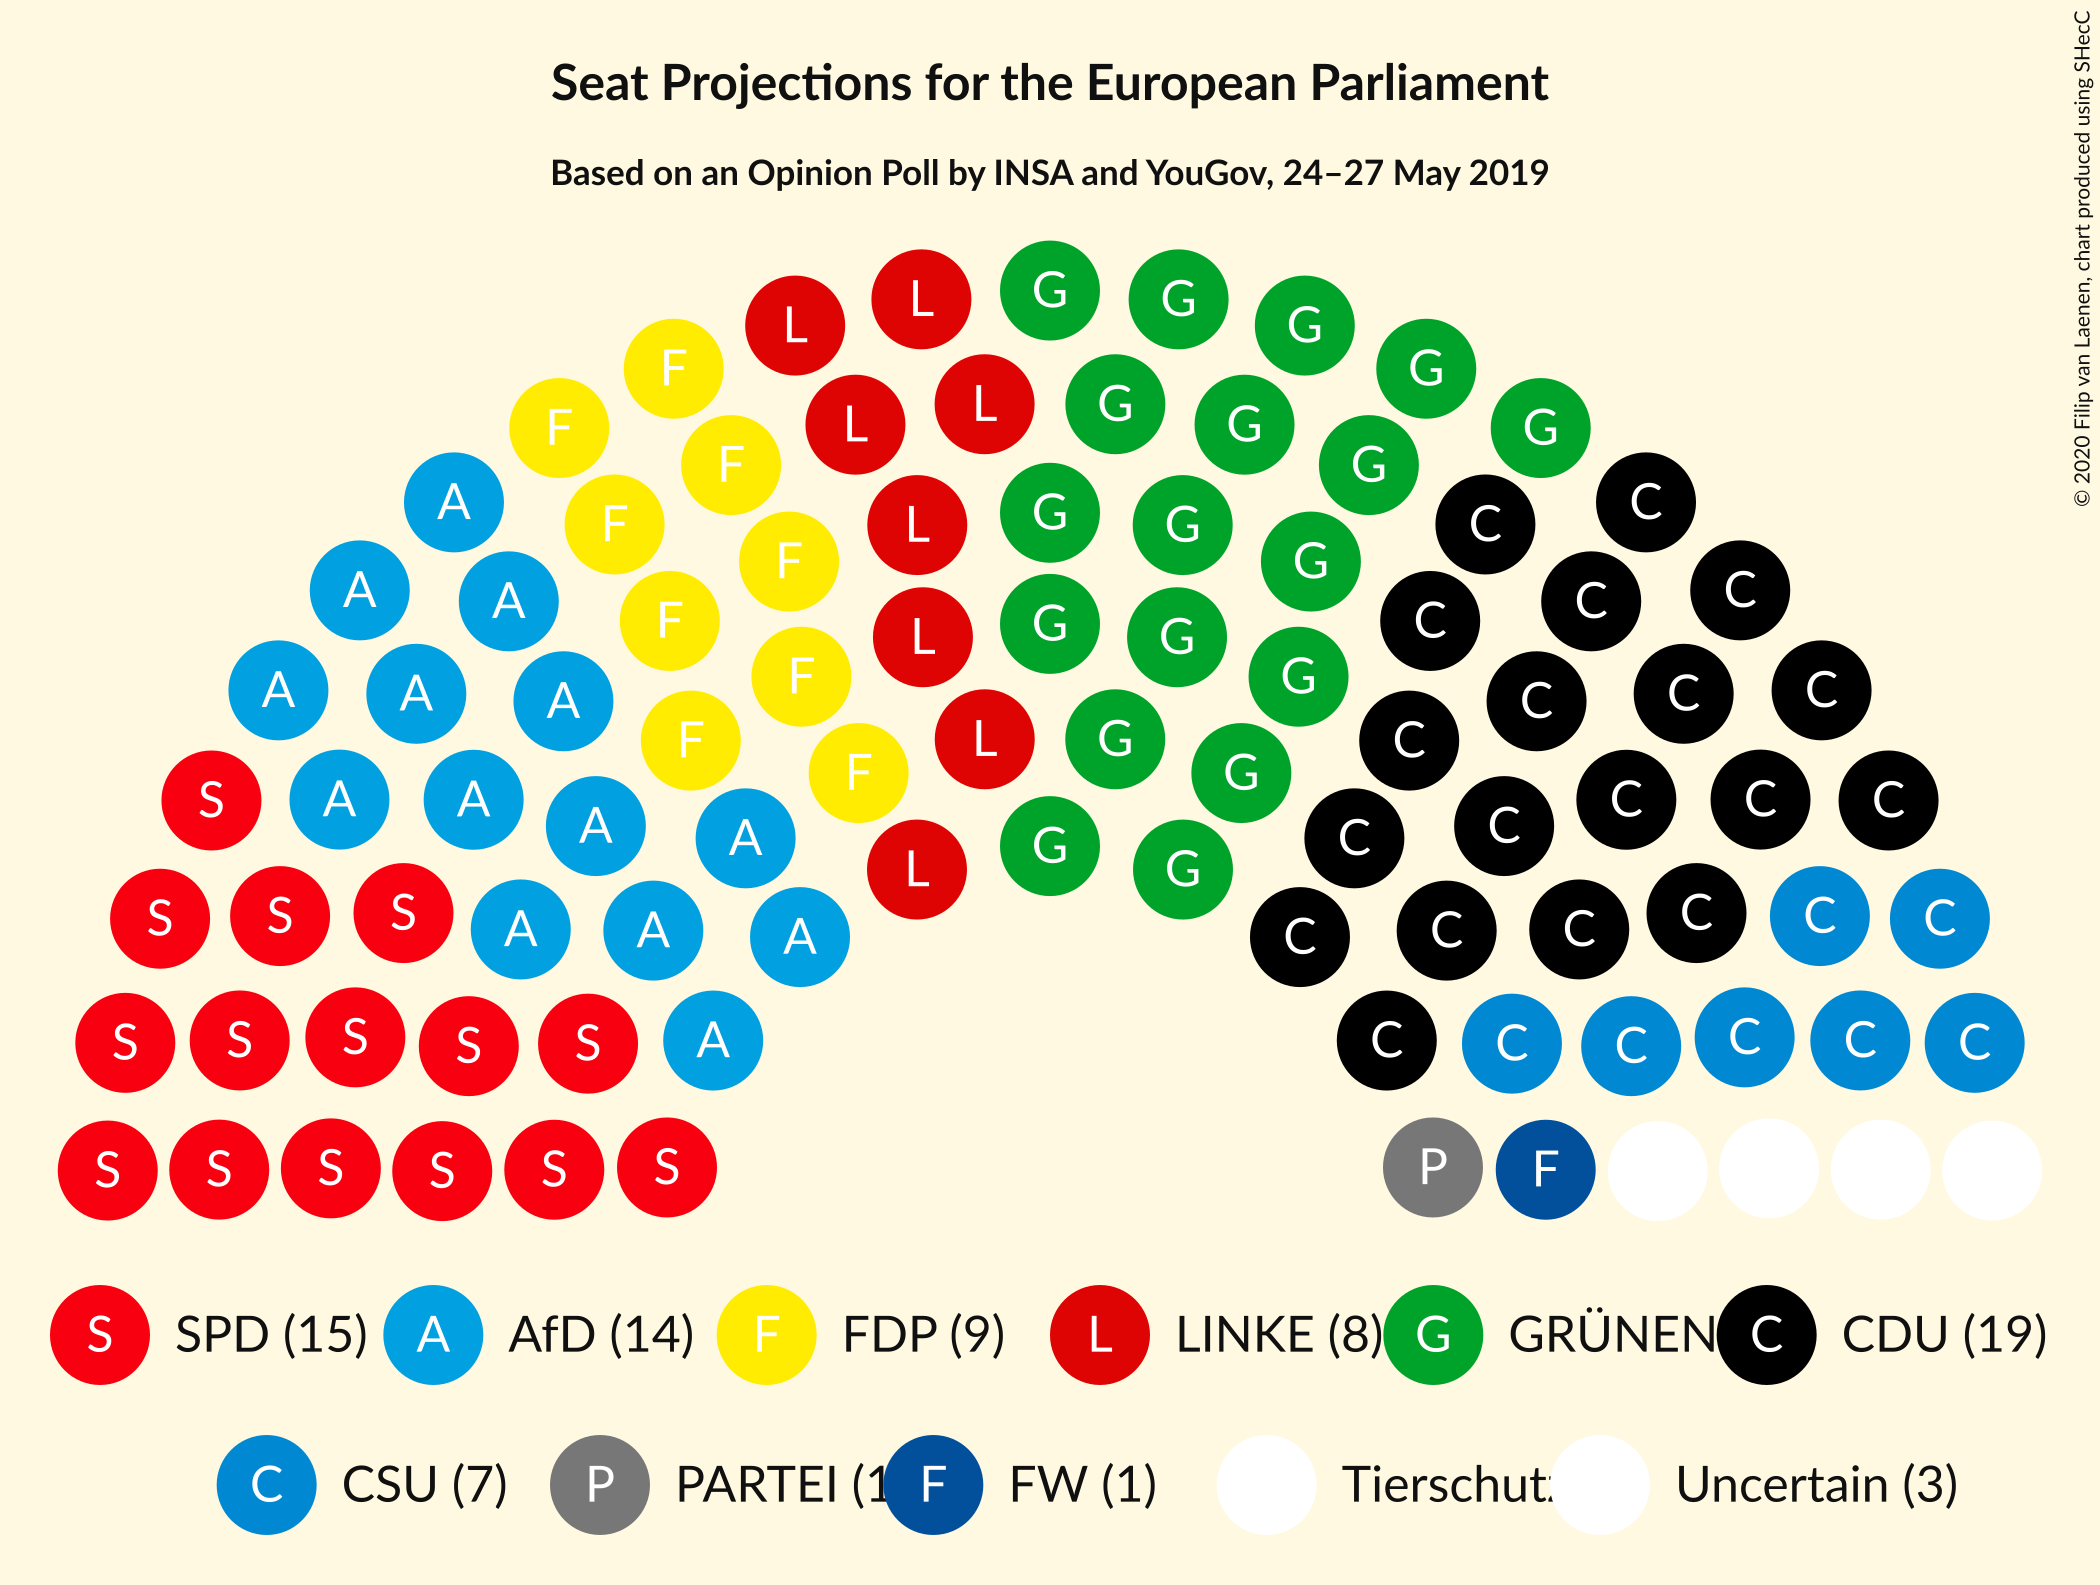 Seat Projections for the European Parliament
Based on an Opinion Poll by INSA and YouGov, 24–27 May 2019
© 2020 Filip van Laenen, chart produced using SHecC
L G G
L G
F G
L G
F L G G
F G
A G C
F L G C
F G
A A C C
F L G G C
F G
A A A C C C
F L G C
F G
S A A C C C
A A G C C
L G
S S S A A A C C C C C C
S S S S S A C C C C C C
S S S S S S P F
S SPD (15) A AfD (14) F FDP (9) L LINKE (8) G GRÜNEN C CDU (19)
C CSU (7) P PARTEI (1 F FW (1) Tierschutz Uncertain (3)